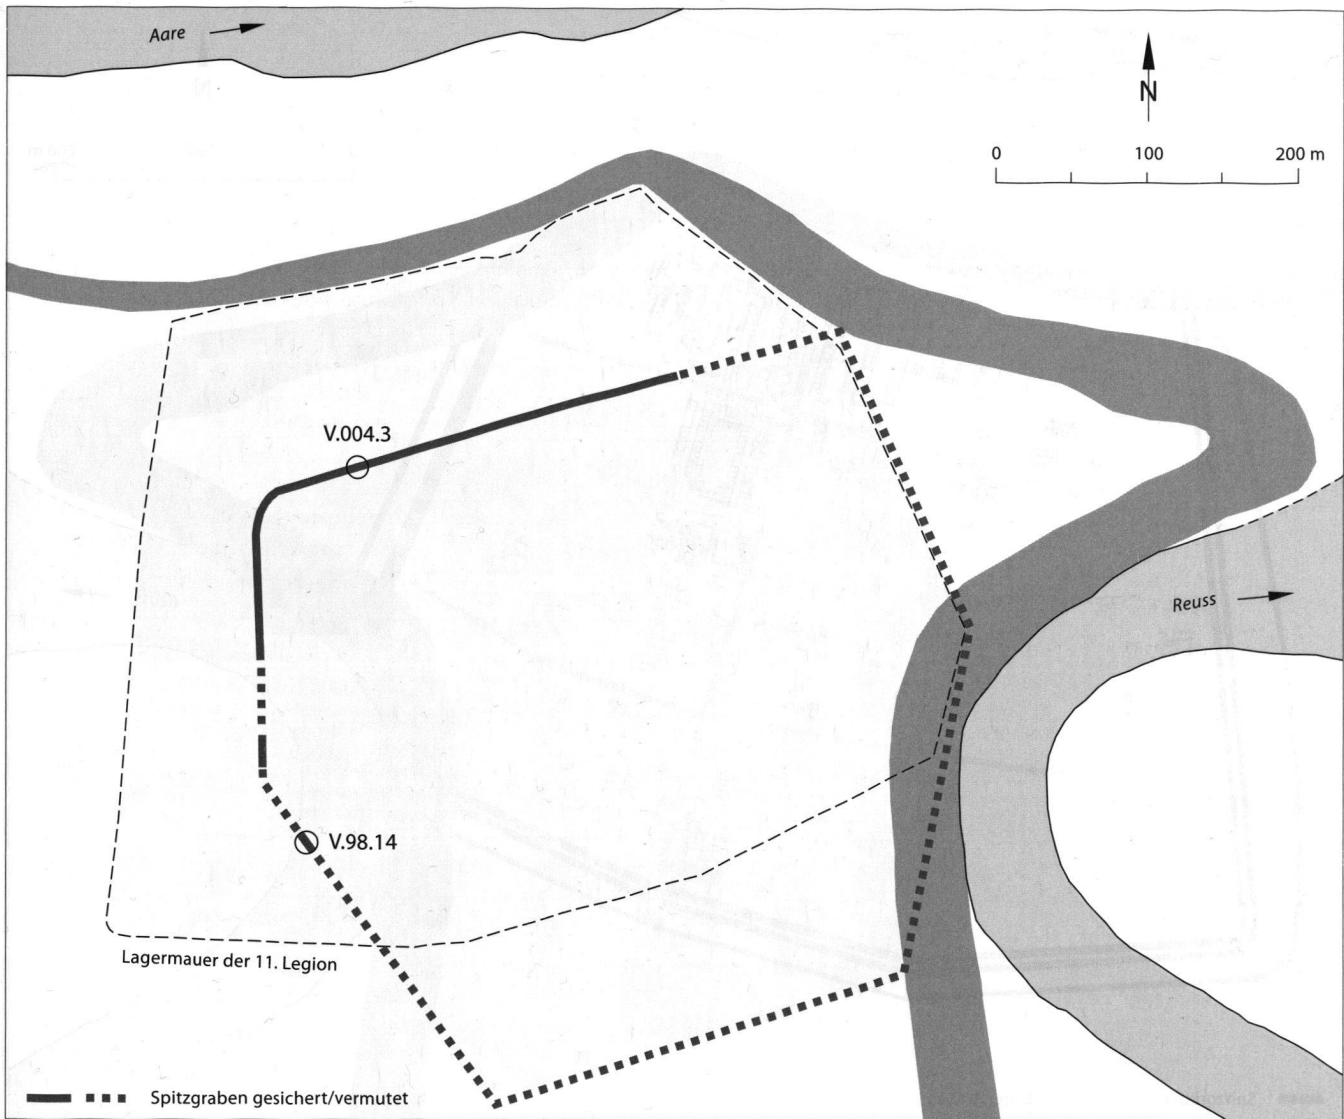 Aare
N
0 100 200 m
V.004.3
Reuss
V.98.14
Lagermauer der 11. Legion
Spitzgraben gesichert/vermutet